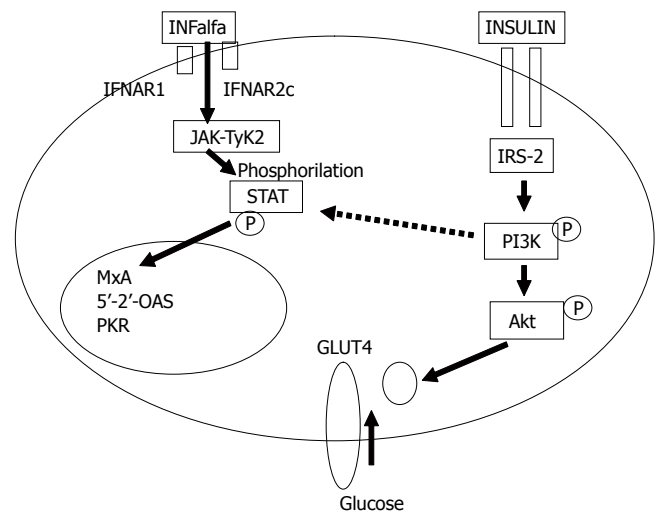 INFalfa
INSULIN
IFNAR1
IFNAR2c
JAK-TyK2
IRS-2
Phosphorilation
STAT
P
PI3K
P
MxA
5′-2′-OAS
PKR
Akt
P
GLUT4
Glucose